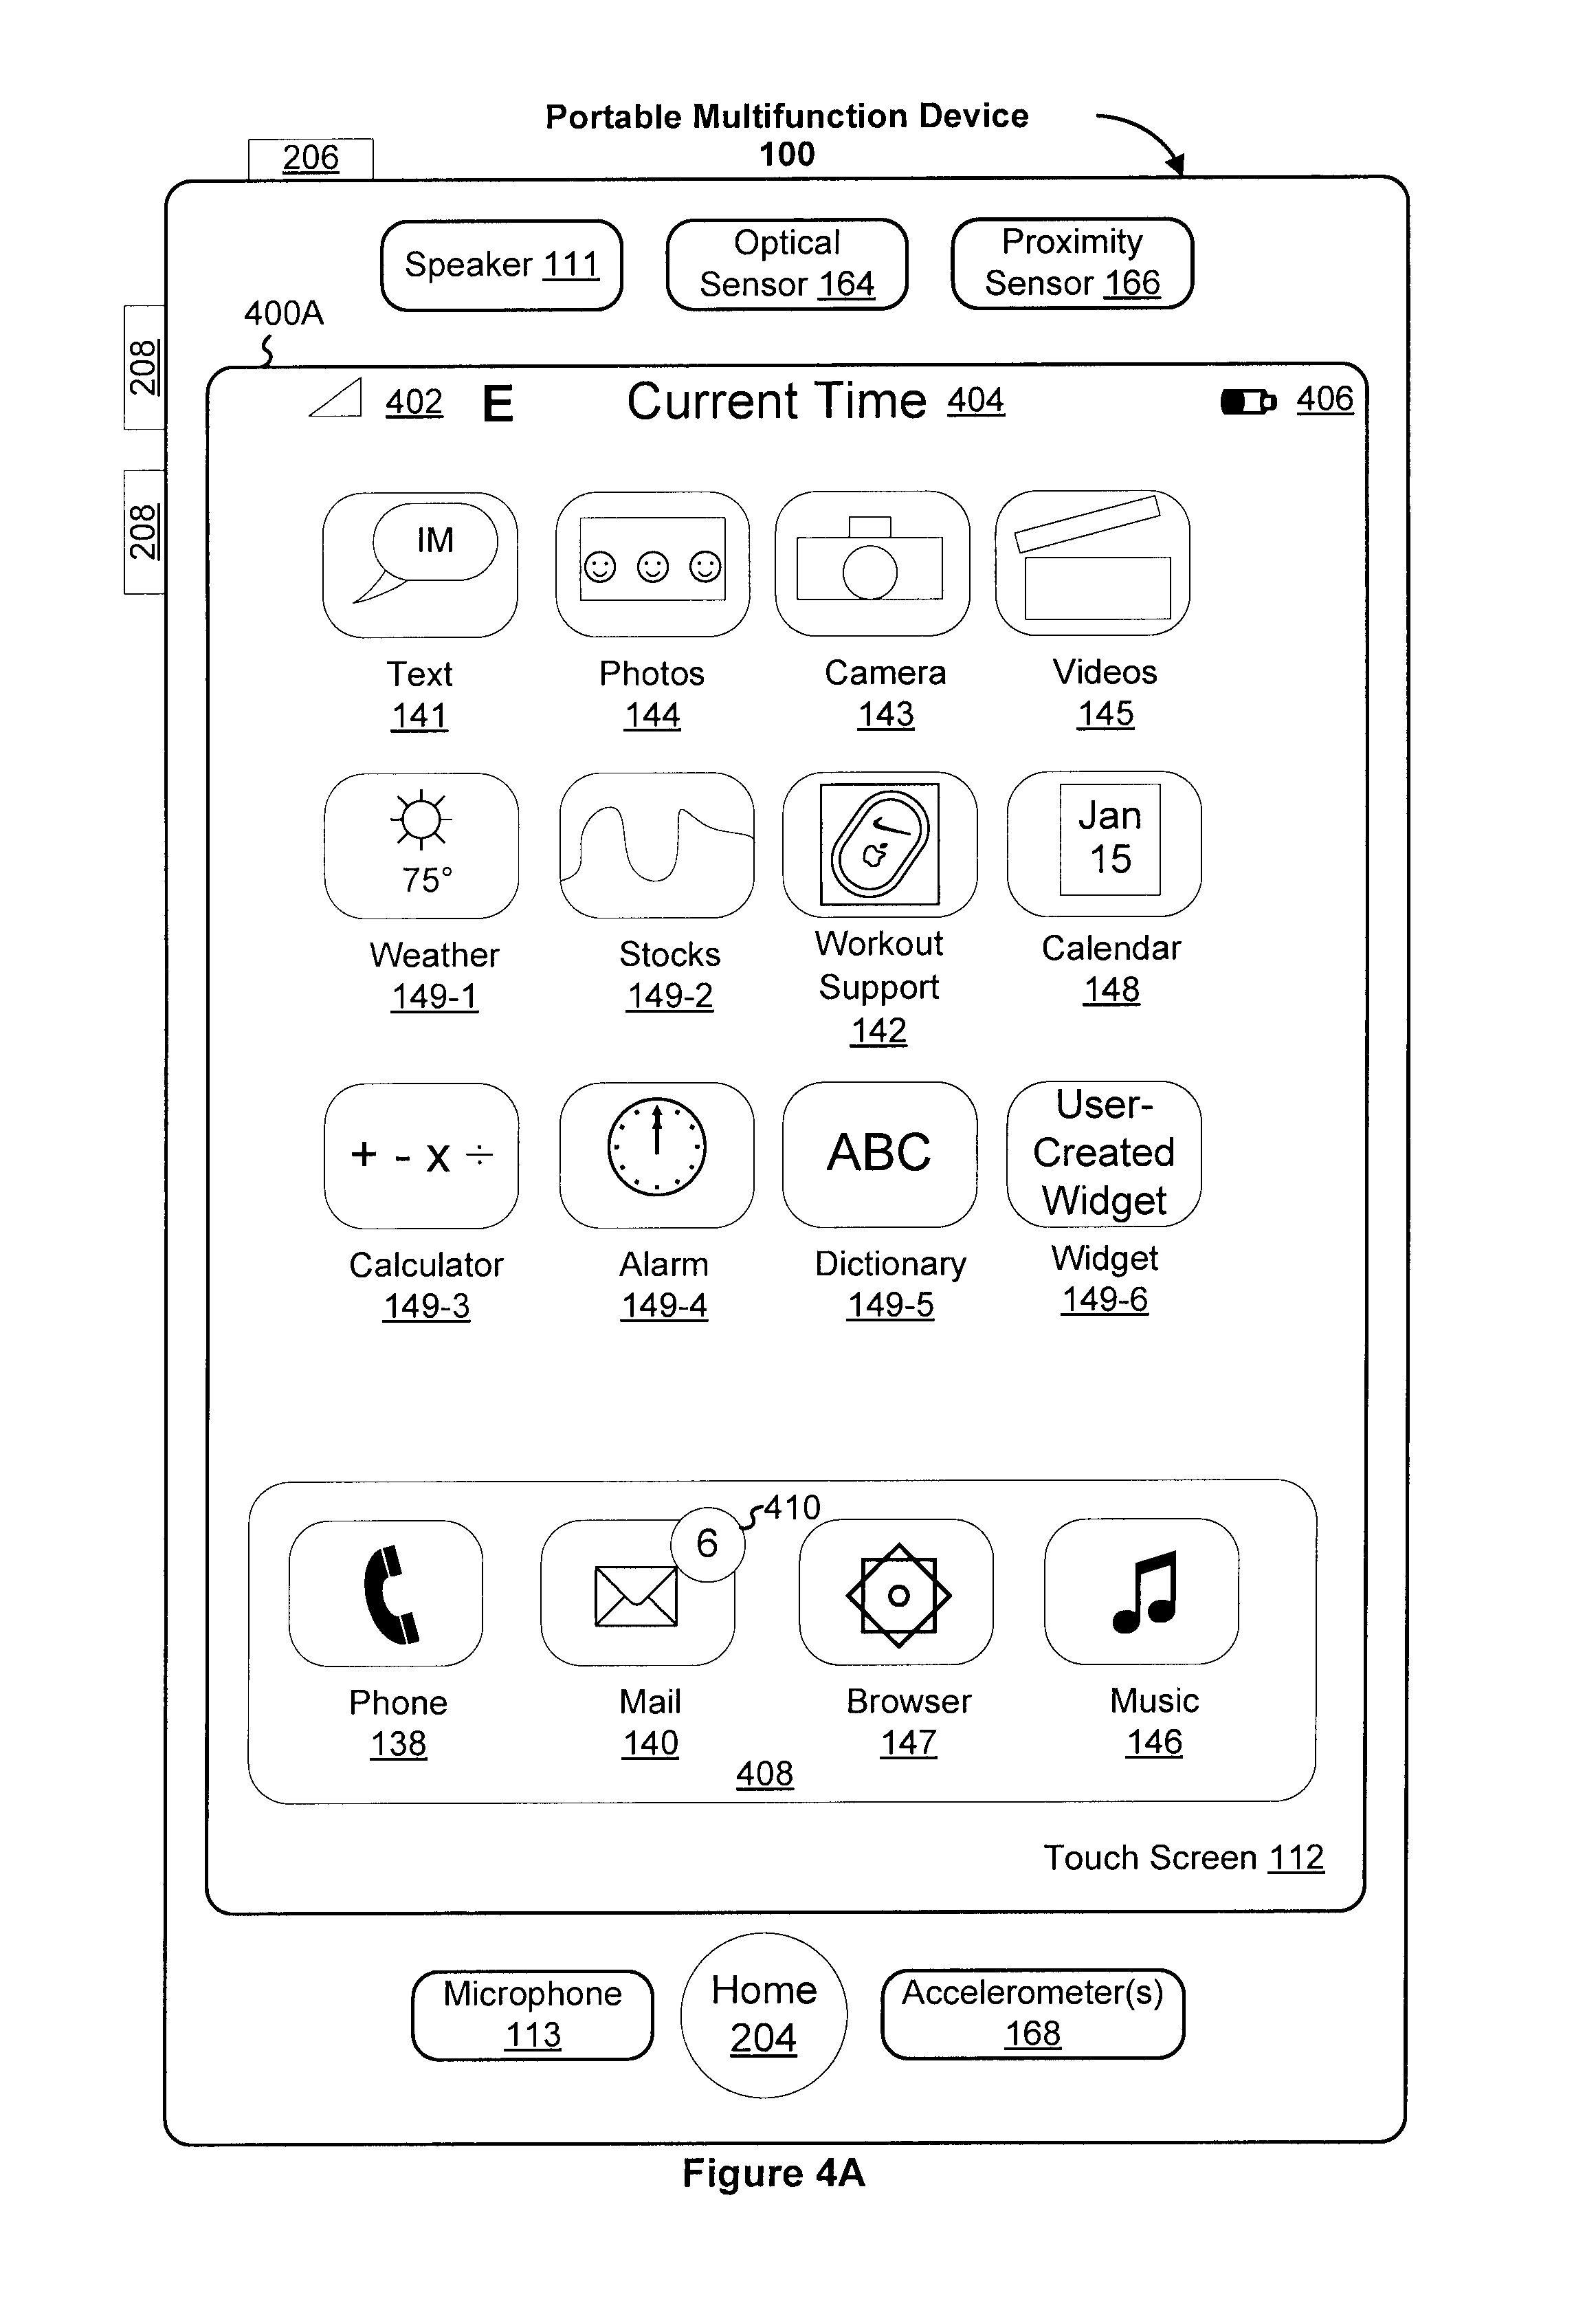 Portable Multifunction Device
100
206
Speaker 111
Optical
Sensor 164
Proximity
Sensor 166
400A
208
208
402 E Current Time 404 406
IM
Text
141
Photos
144
Camera
143
Videos
145
75°
Jan
15
Weather
149-1
Stocks
149-2
Workout
Support
142
Calendar
148
+ - x ÷
ABC
User-
Created
Widget
Calculator
149-3
Alarm
149-4
Dictionary
149-5
Widget
149-6
6
410
Phone
138
Mail
140
Browser
147
Music
146
408
Touch Screen 112
Microphone
113
Home
204
Accelerometer(s)
168
Figure 4A